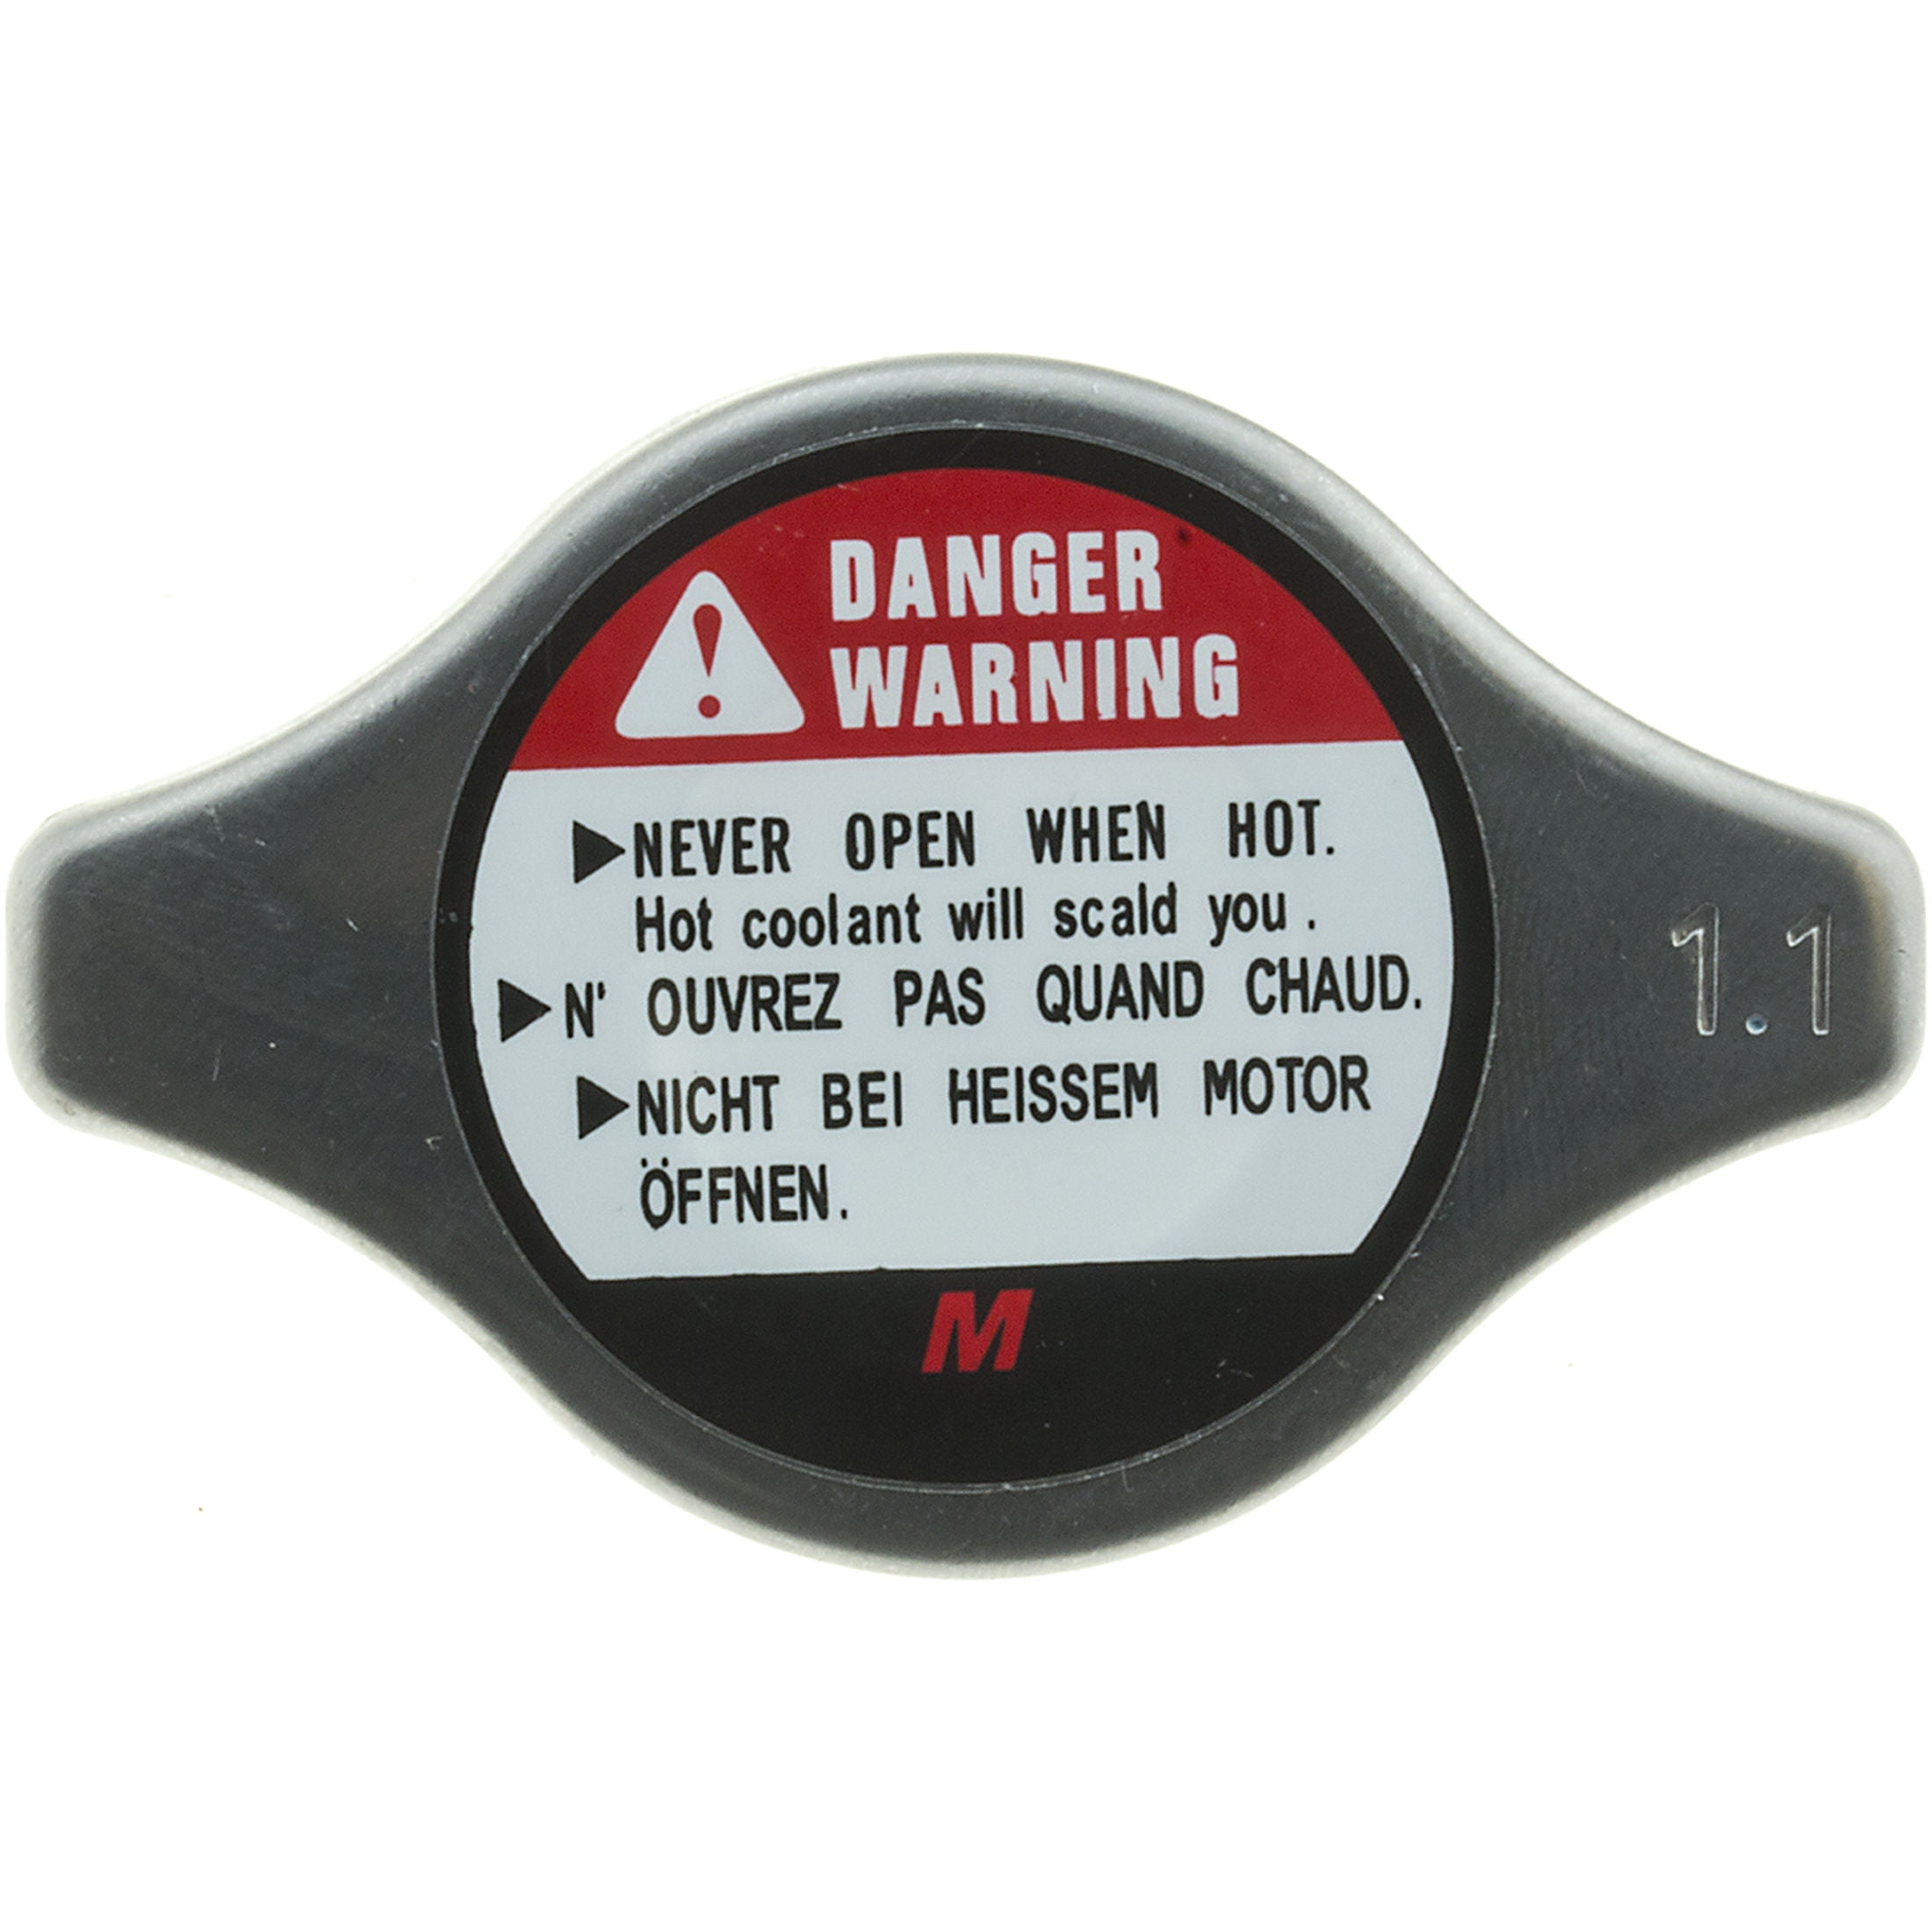 DANGER
WARNING
▶NEVER OPEN WHEN HOT.
Hot coolant will scald you .
▶N' OUVREZ PAS QUAND CHAUD.
▶NICHT BEI HEISSEM MOTOR
ÖFFNEN.
M
1.1